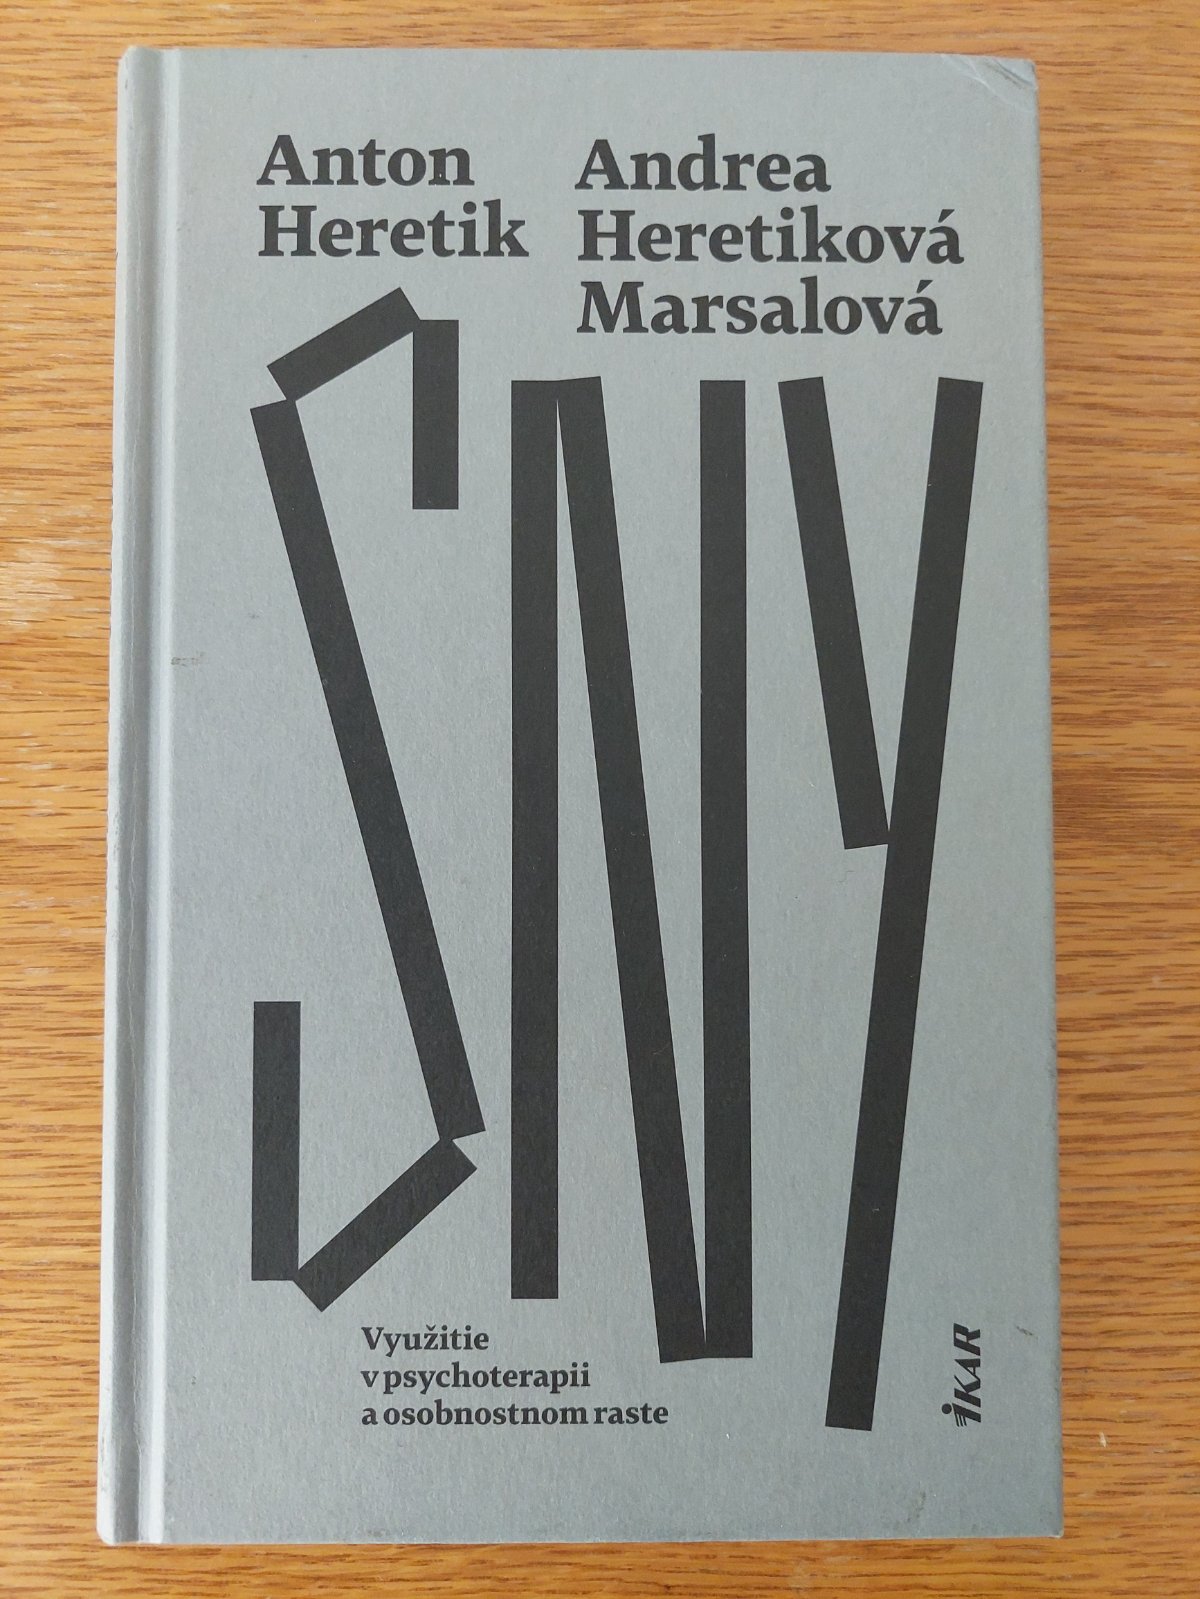 Anton
Heretik
Andrea
Heretiková
Marsalová
SNY
Využitie
v psychoterapii
a osobnostnom raste
IKAR